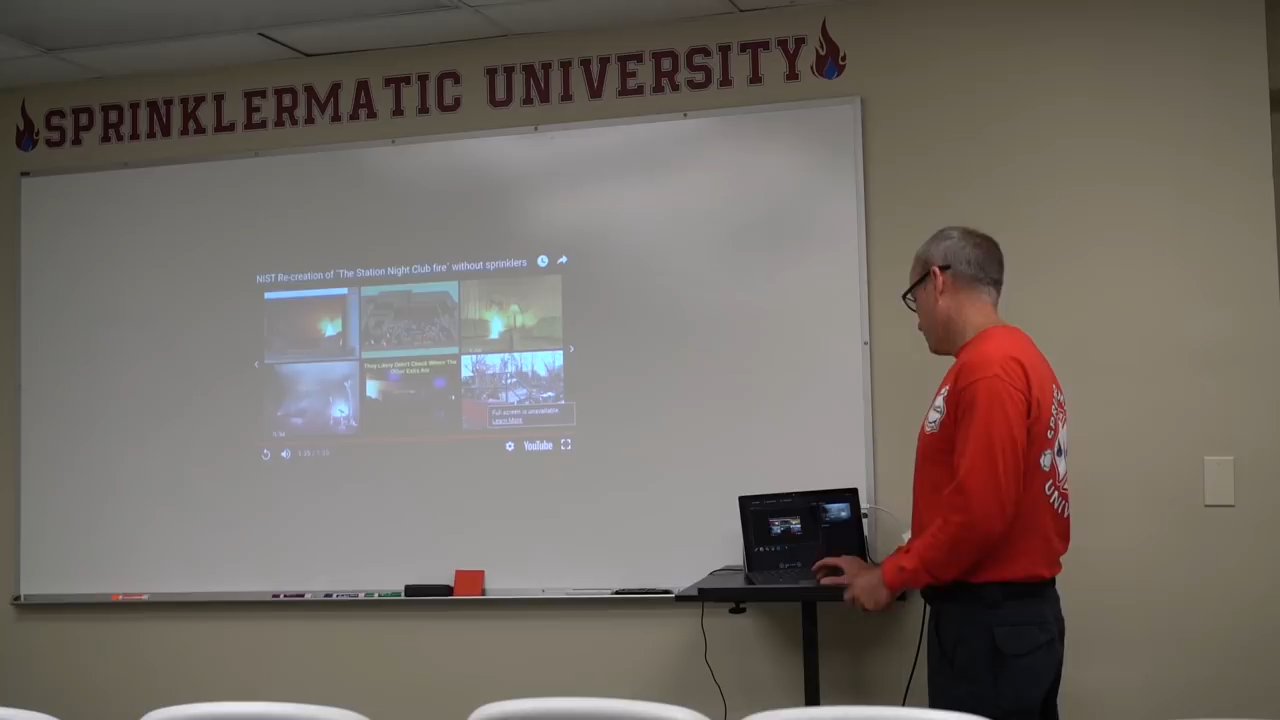 SPRINKLERMATIC UNIVERSITY
NIST Re-creation of "The Station Night Club fire" without sprinklers
They Likely Didn't Check Where The
Other Exits Are
Full screen is unavailable.
Learn More
YouTube